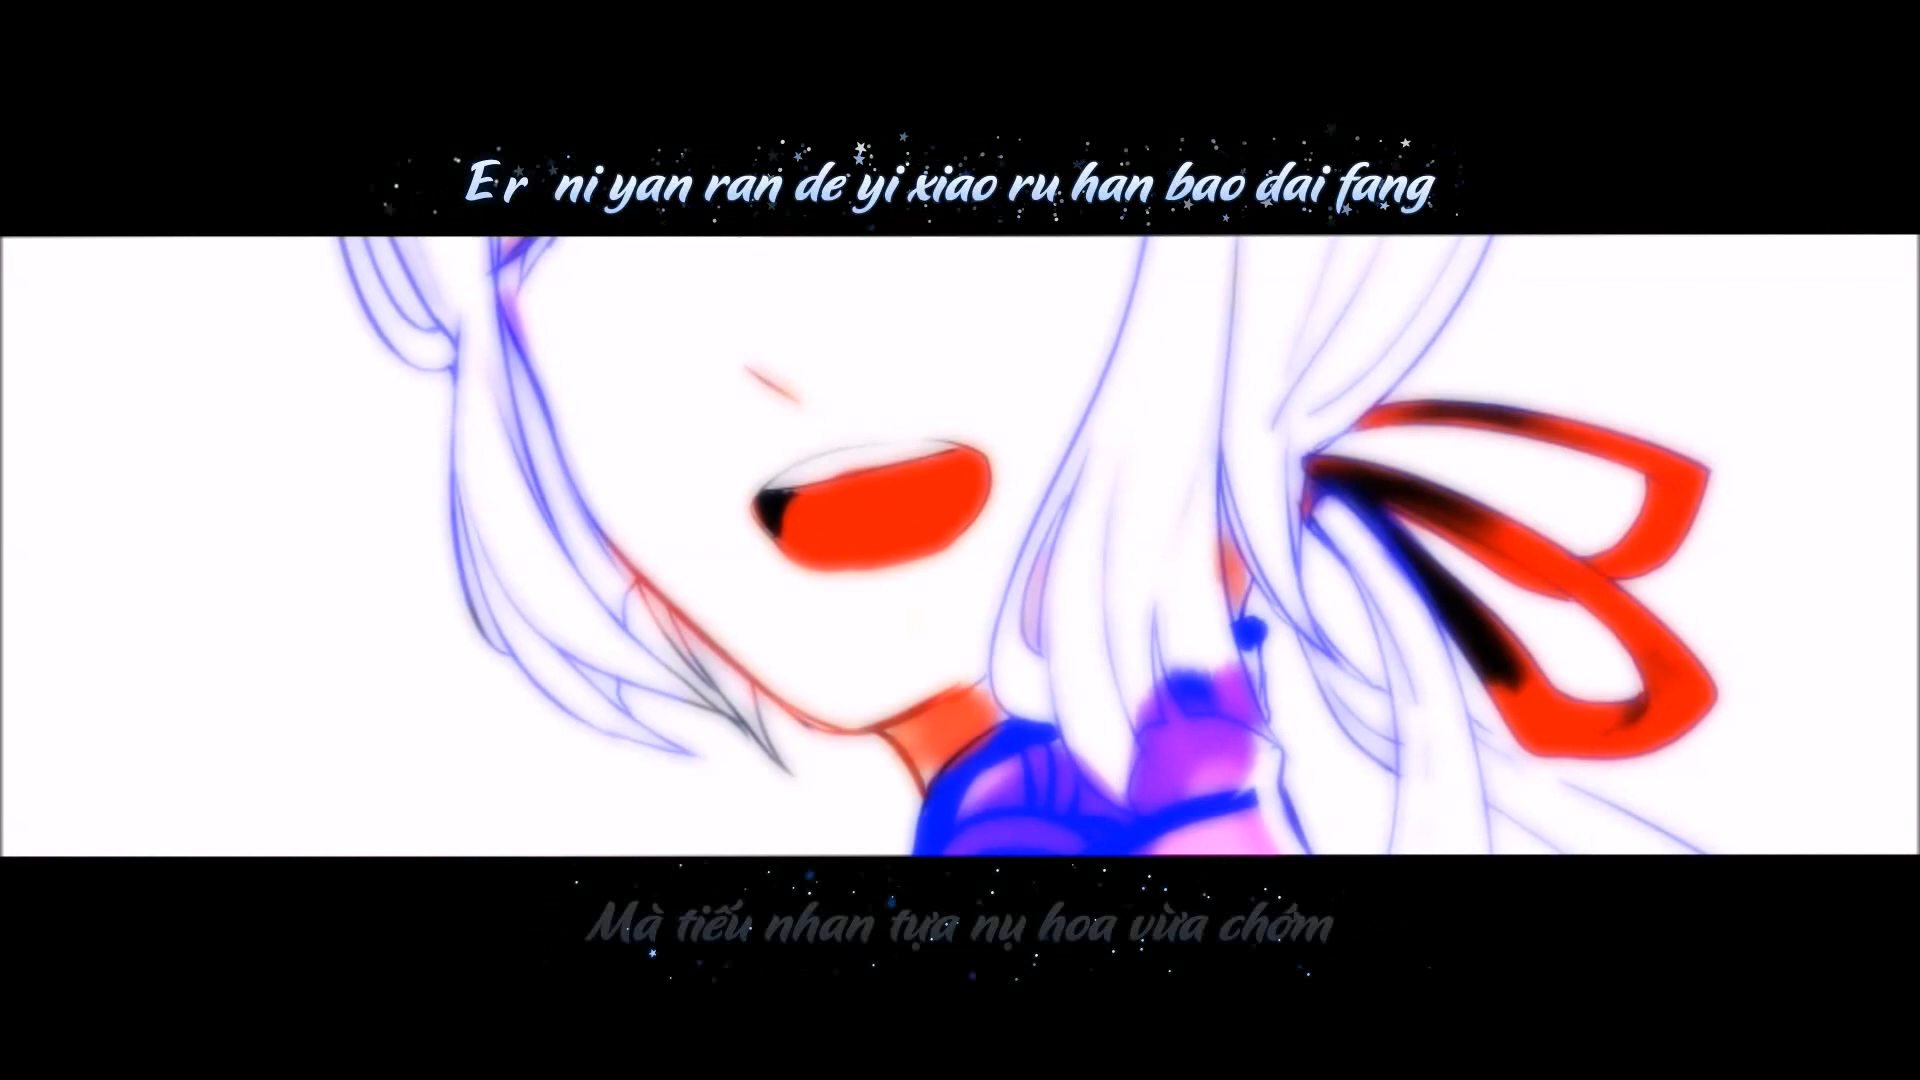 Er ni yan ran de yi xiao ru han bao dai fang
Mà tiếu nhan tựa nụ hoa vừa chớm